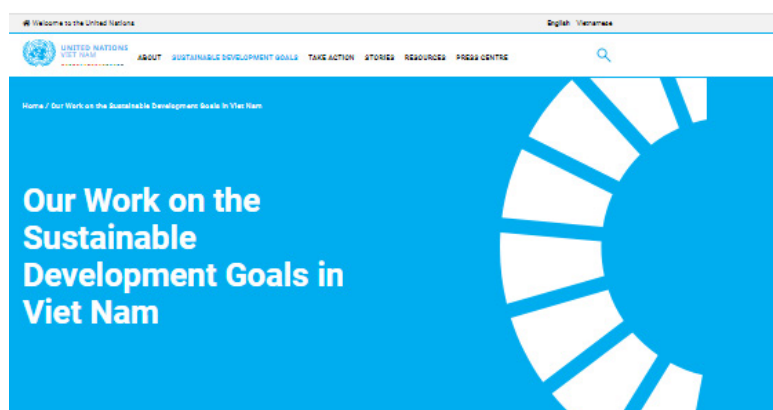 Welcome to the United Nations
English Vietnamese
UNITED NATIONS
VIET NAM
ABOUT SUSTAINABLE DEVELOPMENT GOALS TAKE ACTION STORIES RESOURCES PRESS CENTRE
Home / Our Work on the Sustainable Development Goals in Viet Nam
Our Work on the
Sustainable
Development Goals in
Viet Nam